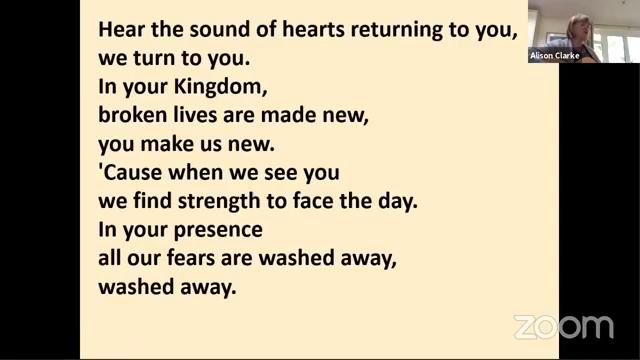 Hear the sound of hearts returning to you,
we turn to you.
In your Kingdom,
broken lives are made new,
you make us new.
'Cause when we see you
we find strength to face the day.
In your presence
all our fears are washed away,
washed away.
Alison Clarke
zoom